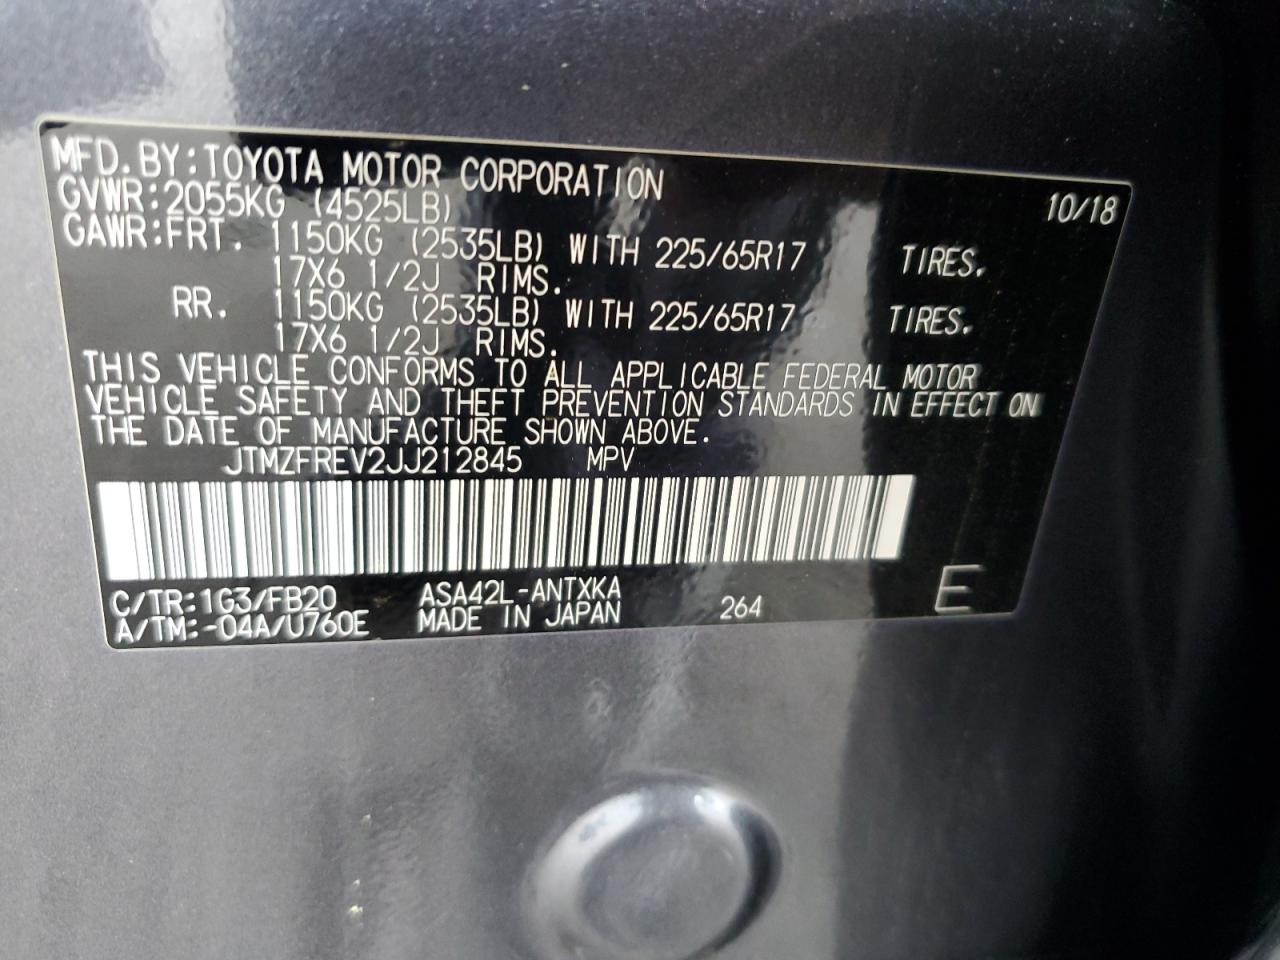 MFD.BY:TOYOTA MOTOR CORPORATION 10/18
GVWR:2055KG (4525LB)
GAWR:FRT. 1150KG (2535LB) WITH 225/65R17 TIRES.
17X6 1/2J RIMS.
RR. 1150KG (2535LB) WITH 225/65R17 TIRES.
17X6 1/2J RIMS.
THIS VEHICLE CONFORMS TO ALL APPLICABLE FEDERAL MOTOR
VEHICLE SAFETY AND THEFT PREVENTION STANDARDS IN EFFECT ON
THE DATE OF MANUFACTURE SHOWN ABOVE.
JTMZFREV2JJ212845 MPV
C/TR:1G3/FB20 ASA42L-ANTXKA
A/TM:-04A/U760E MADE IN JAPAN 264 E